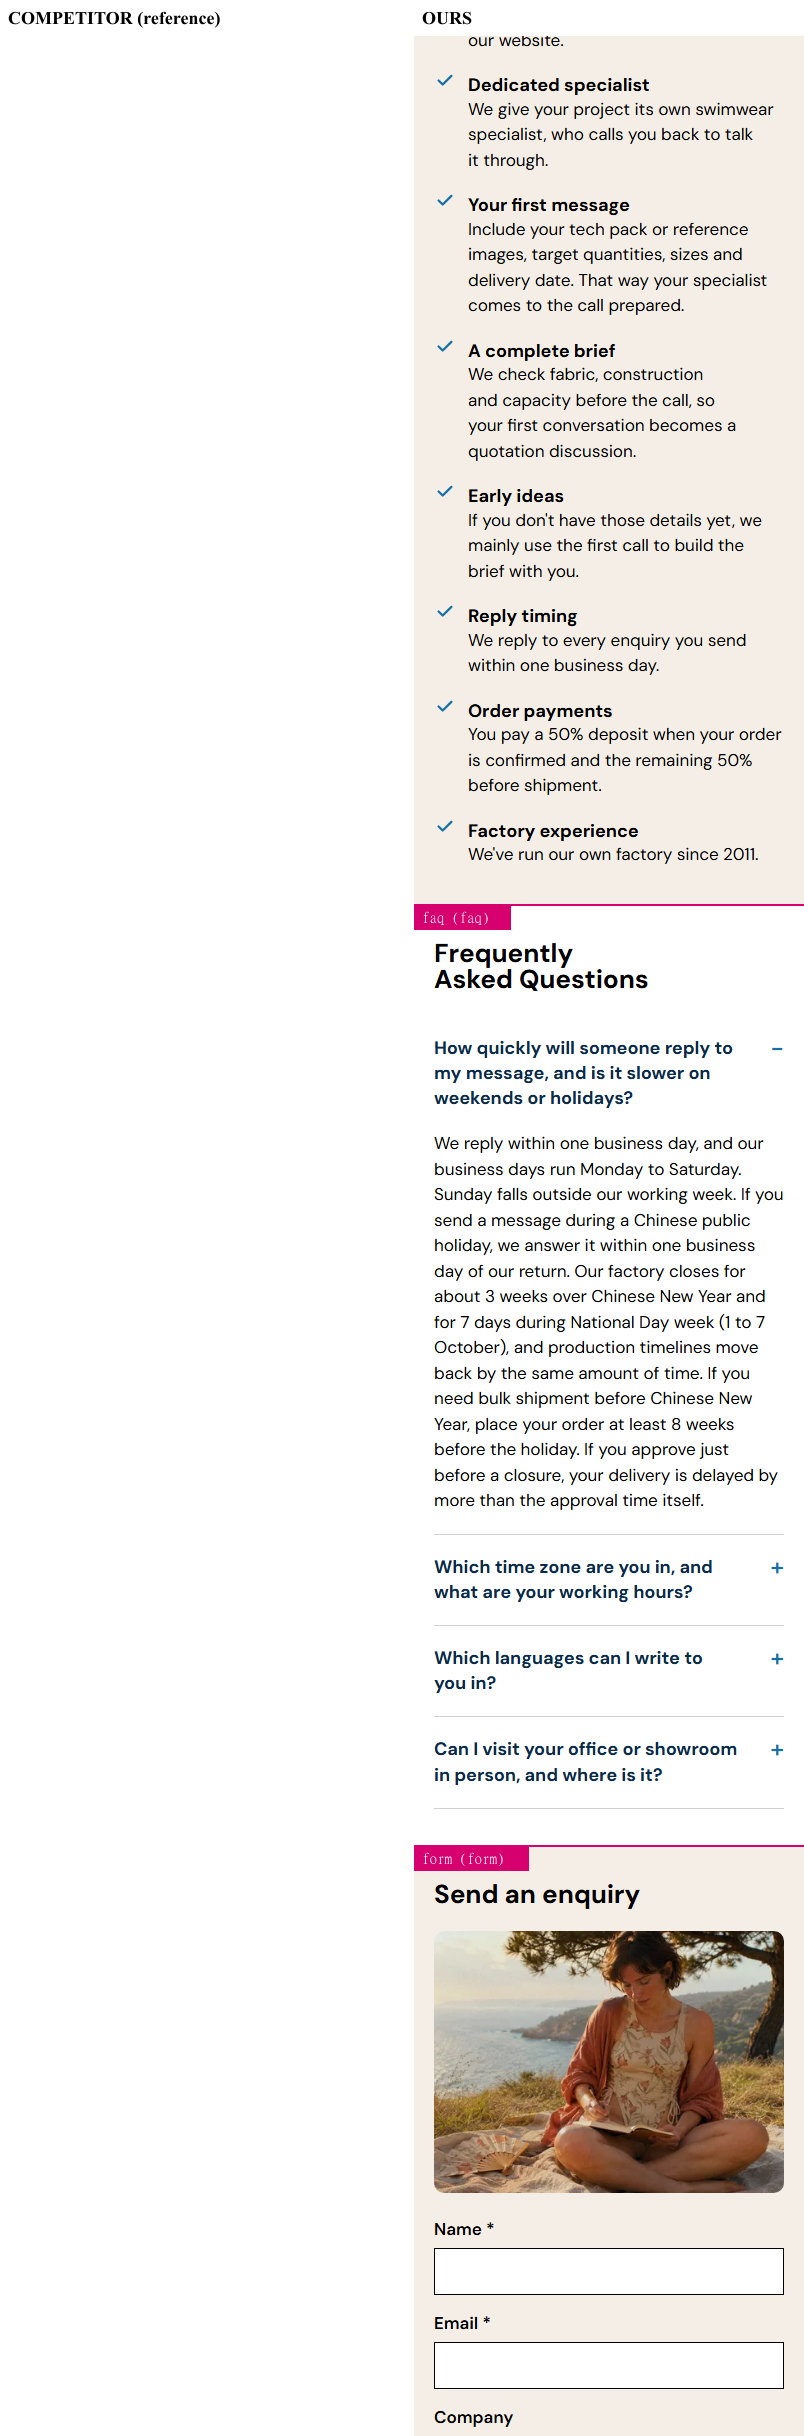 COMPETITOR (reference)
OURS
our website.
Dedicated specialist
We give your project its own swimwear
specialist, who calls you back to talk
it through.
Your first message
Include your tech pack or reference
images, target quantities, sizes and
delivery date. That way your specialist
comes to the call prepared.
A complete brief
We check fabric, construction
and capacity before the call, so
your first conversation becomes a
quotation discussion.
Early ideas
If you don't have those details yet, we
mainly use the first call to build the
brief with you.
Reply timing
We reply to every enquiry you send
within one business day.
Order payments
You pay a 50% deposit when your order
is confirmed and the remaining 50%
before shipment.
Factory experience
We've run our own factory since 2011.
faq (faq)
Frequently
Asked Questions
How quickly will someone reply to
my message, and is it slower on
weekends or holidays?
We reply within one business day, and our
business days run Monday to Saturday.
Sunday falls outside our working week. If you
send a message during a Chinese public
holiday, we answer it within one business
day of our return. Our factory closes for
about 3 weeks over Chinese New Year and
for 7 days during National Day week (1 to 7
October), and production timelines move
back by the same amount of time. If you
need bulk shipment before Chinese New
Year, place your order at least 8 weeks
before the holiday. If you approve just
before a closure, your delivery is delayed by
more than the approval time itself.
Which time zone are you in, and
what are your working hours?
Which languages can I write to
you in?
Can I visit your office or showroom
in person, and where is it?
form (form)
Send an enquiry
Name *
Email *
Company